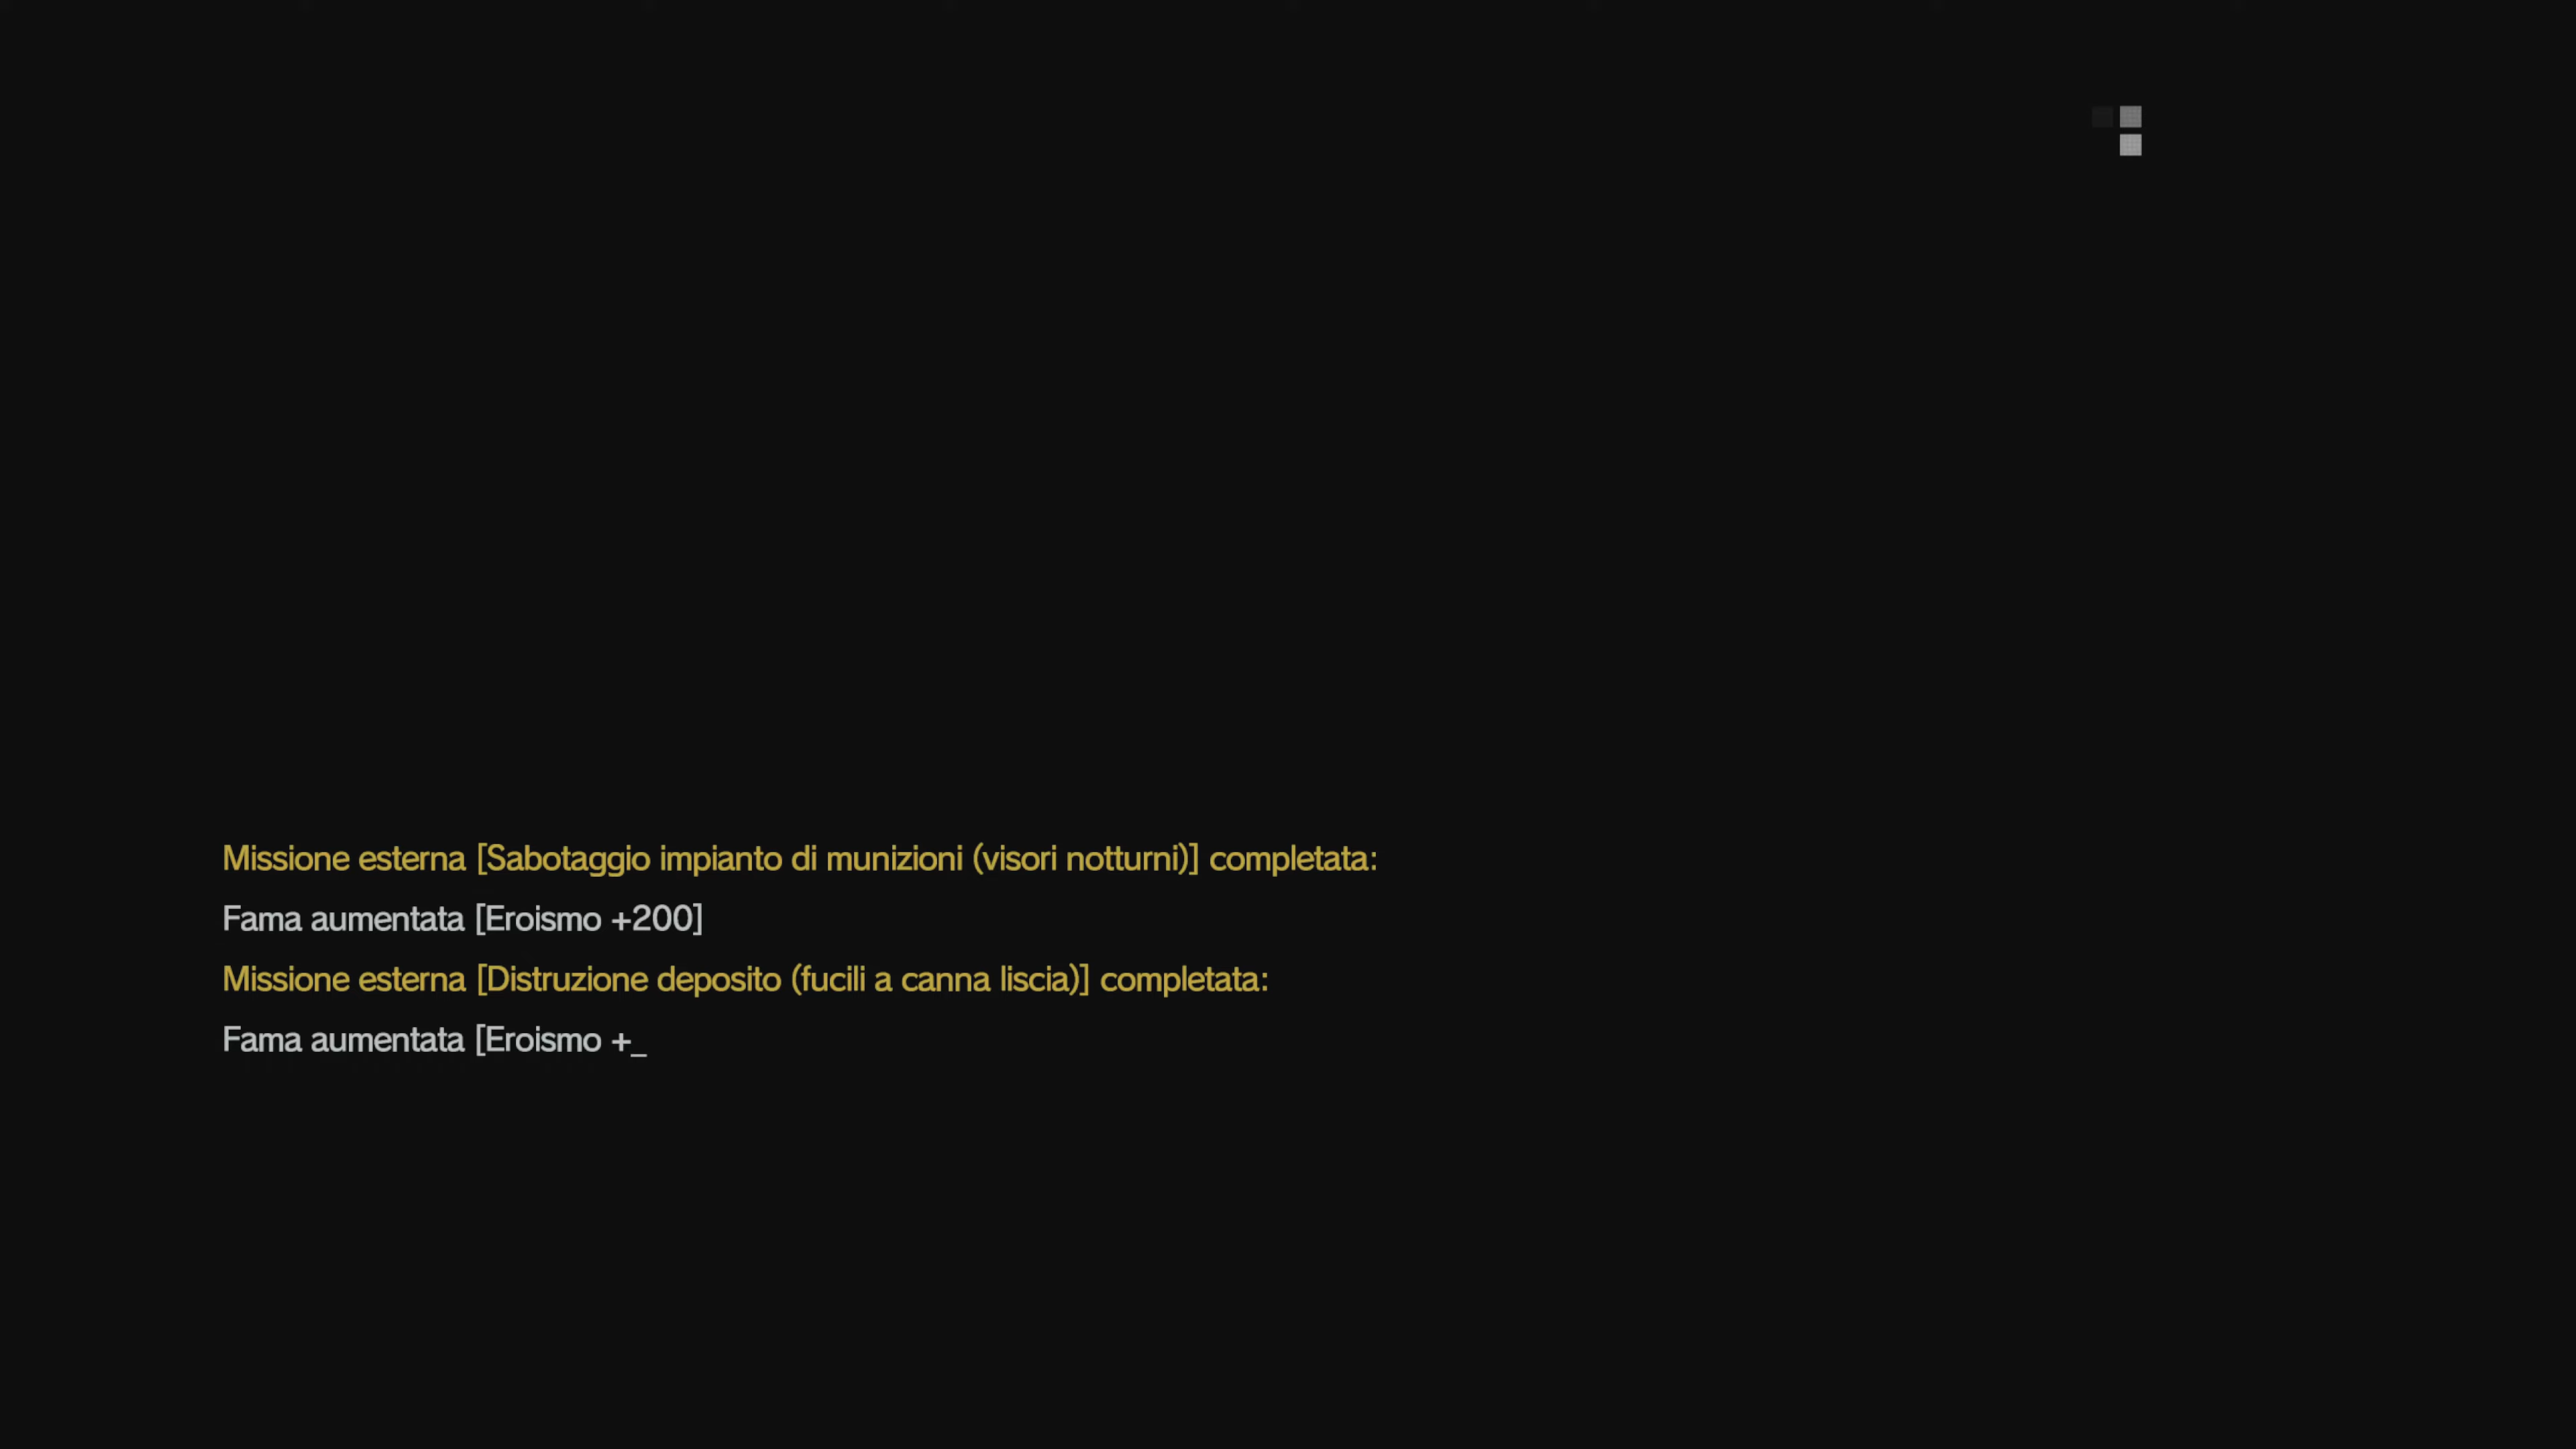 Missione esterna [Sabotaggio impianto di munizioni (visori notturni)] completata:
Fama aumentata [Eroismo +200]
Missione esterna [Distruzione deposito (fucili a canna liscia)] completata:
Fama aumentata [Eroismo +_